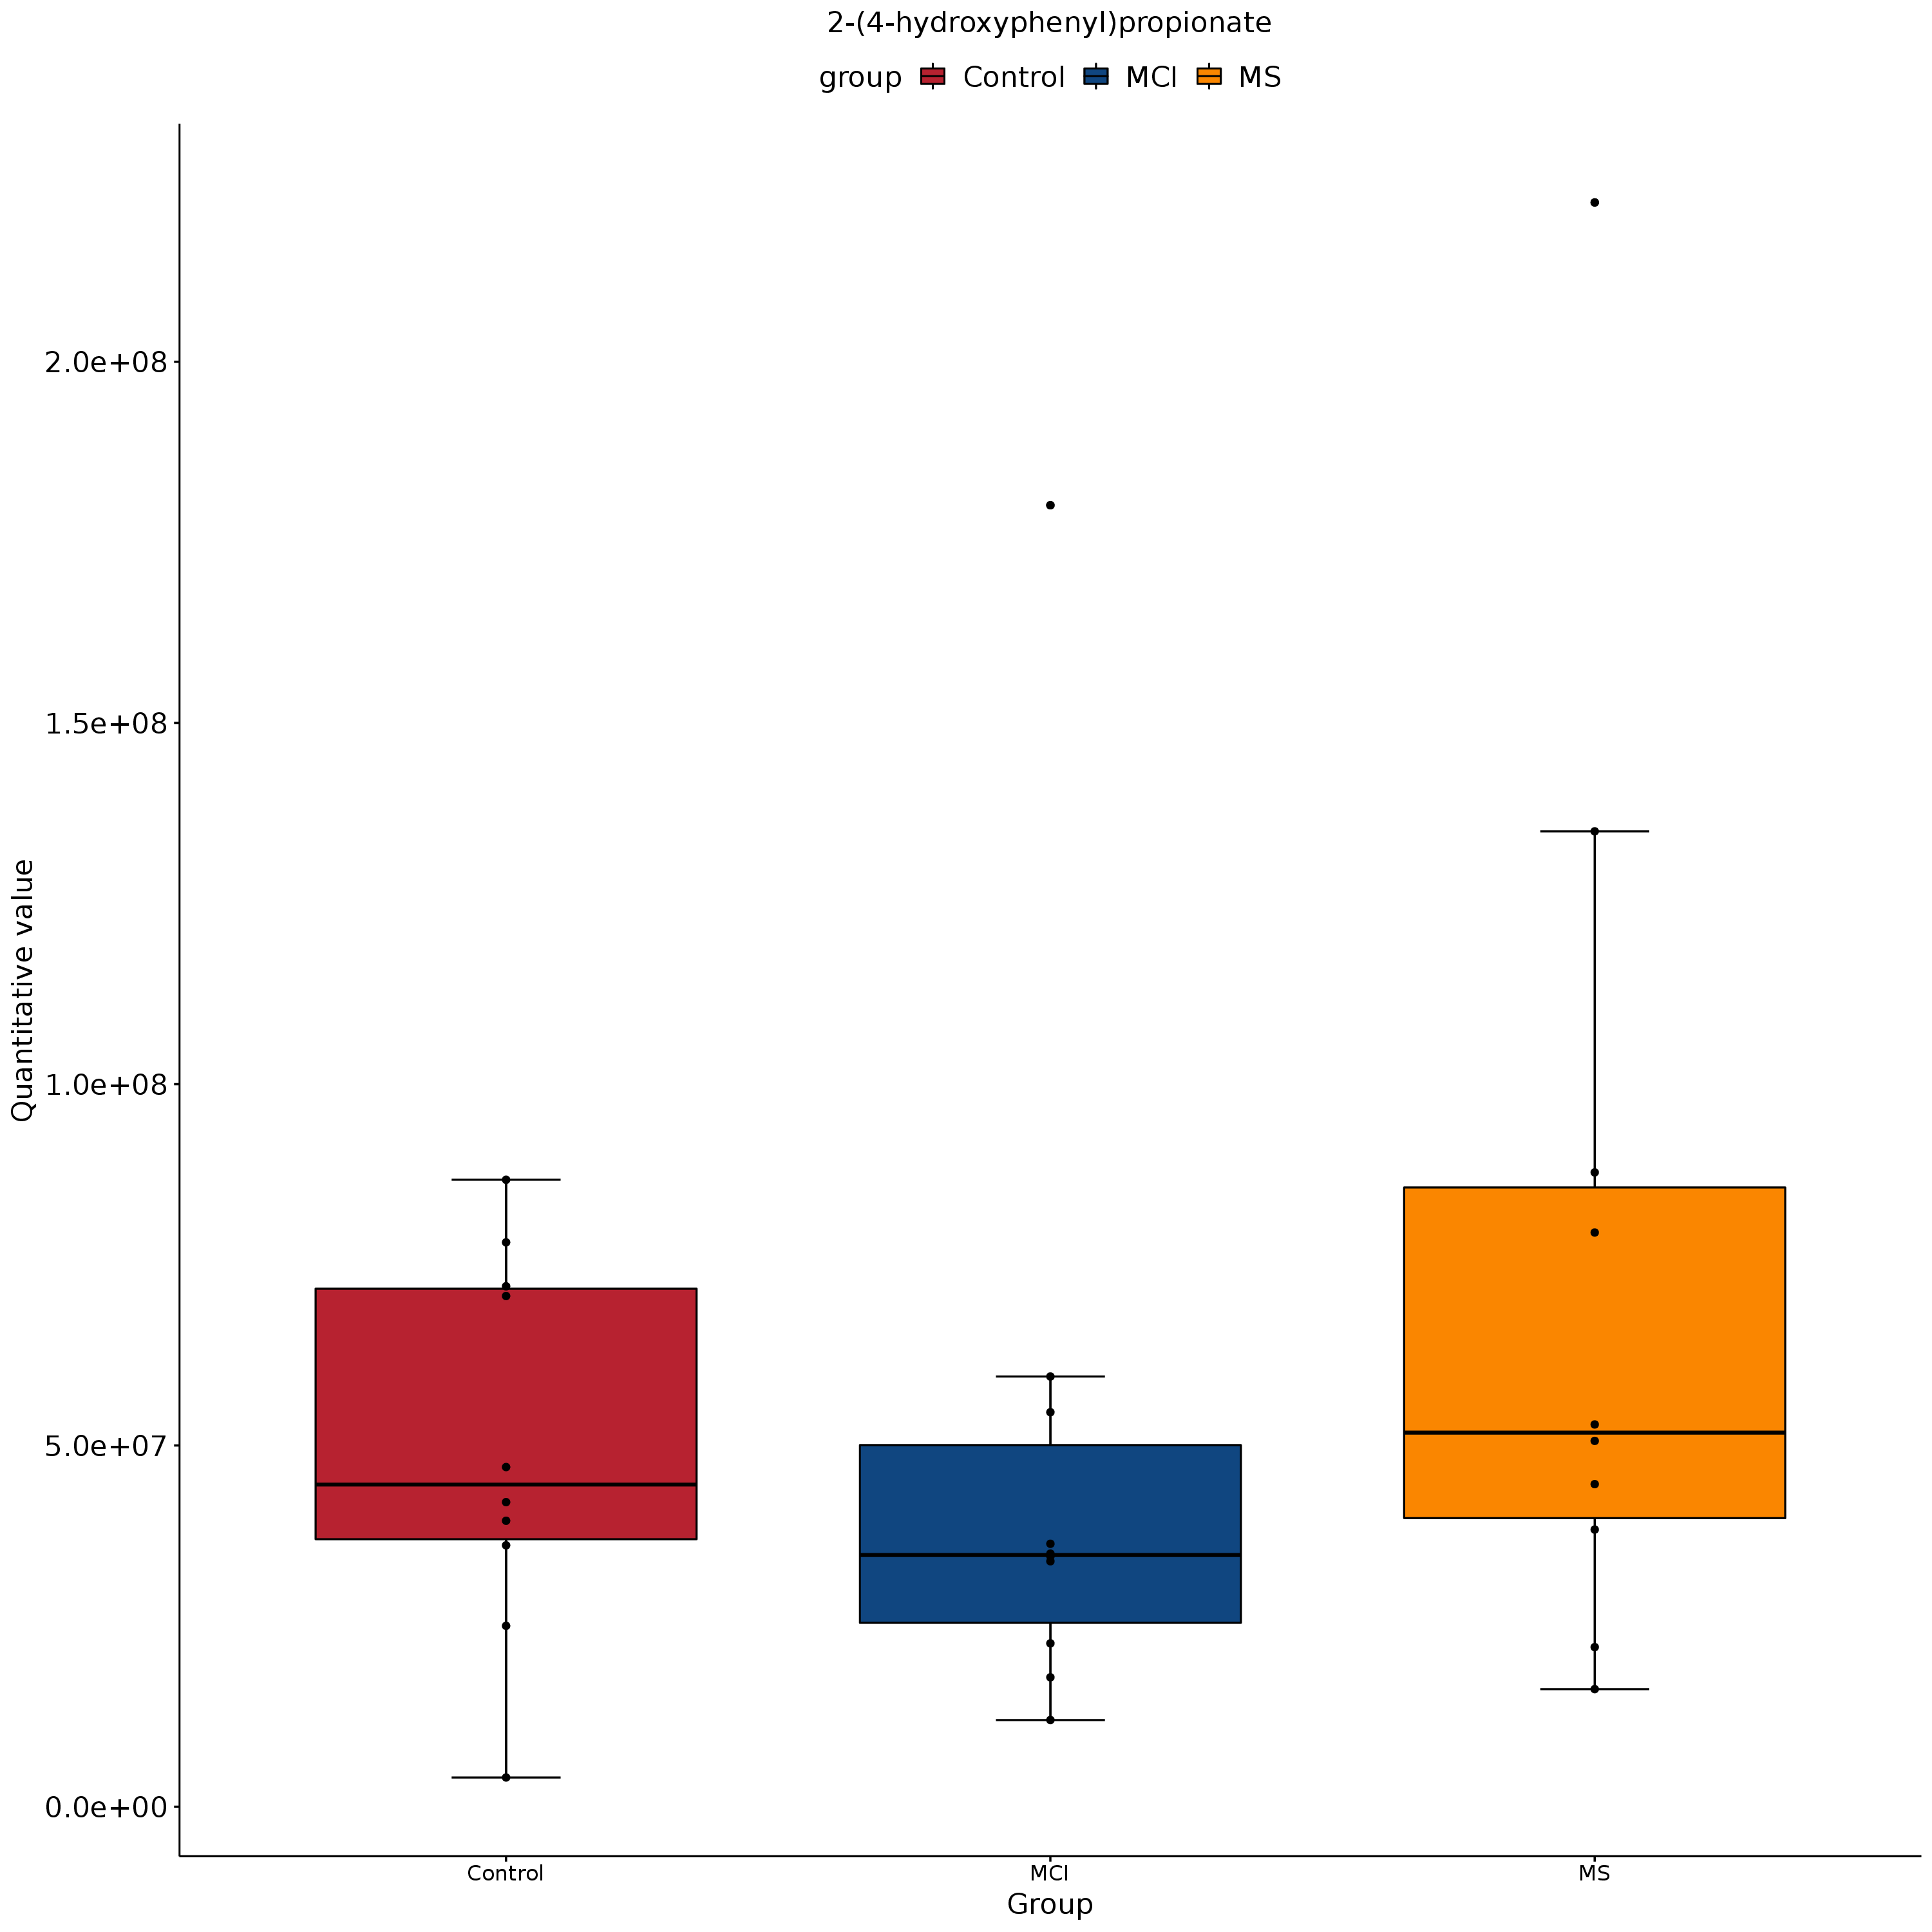 2-(4-hydroxyphenyl)propionate
group Control MCI MS
Quantitative value
2.0e+08
1.5e+08
1.0e+08
5.0e+07
0.0e+00
Control MCI MS
Group